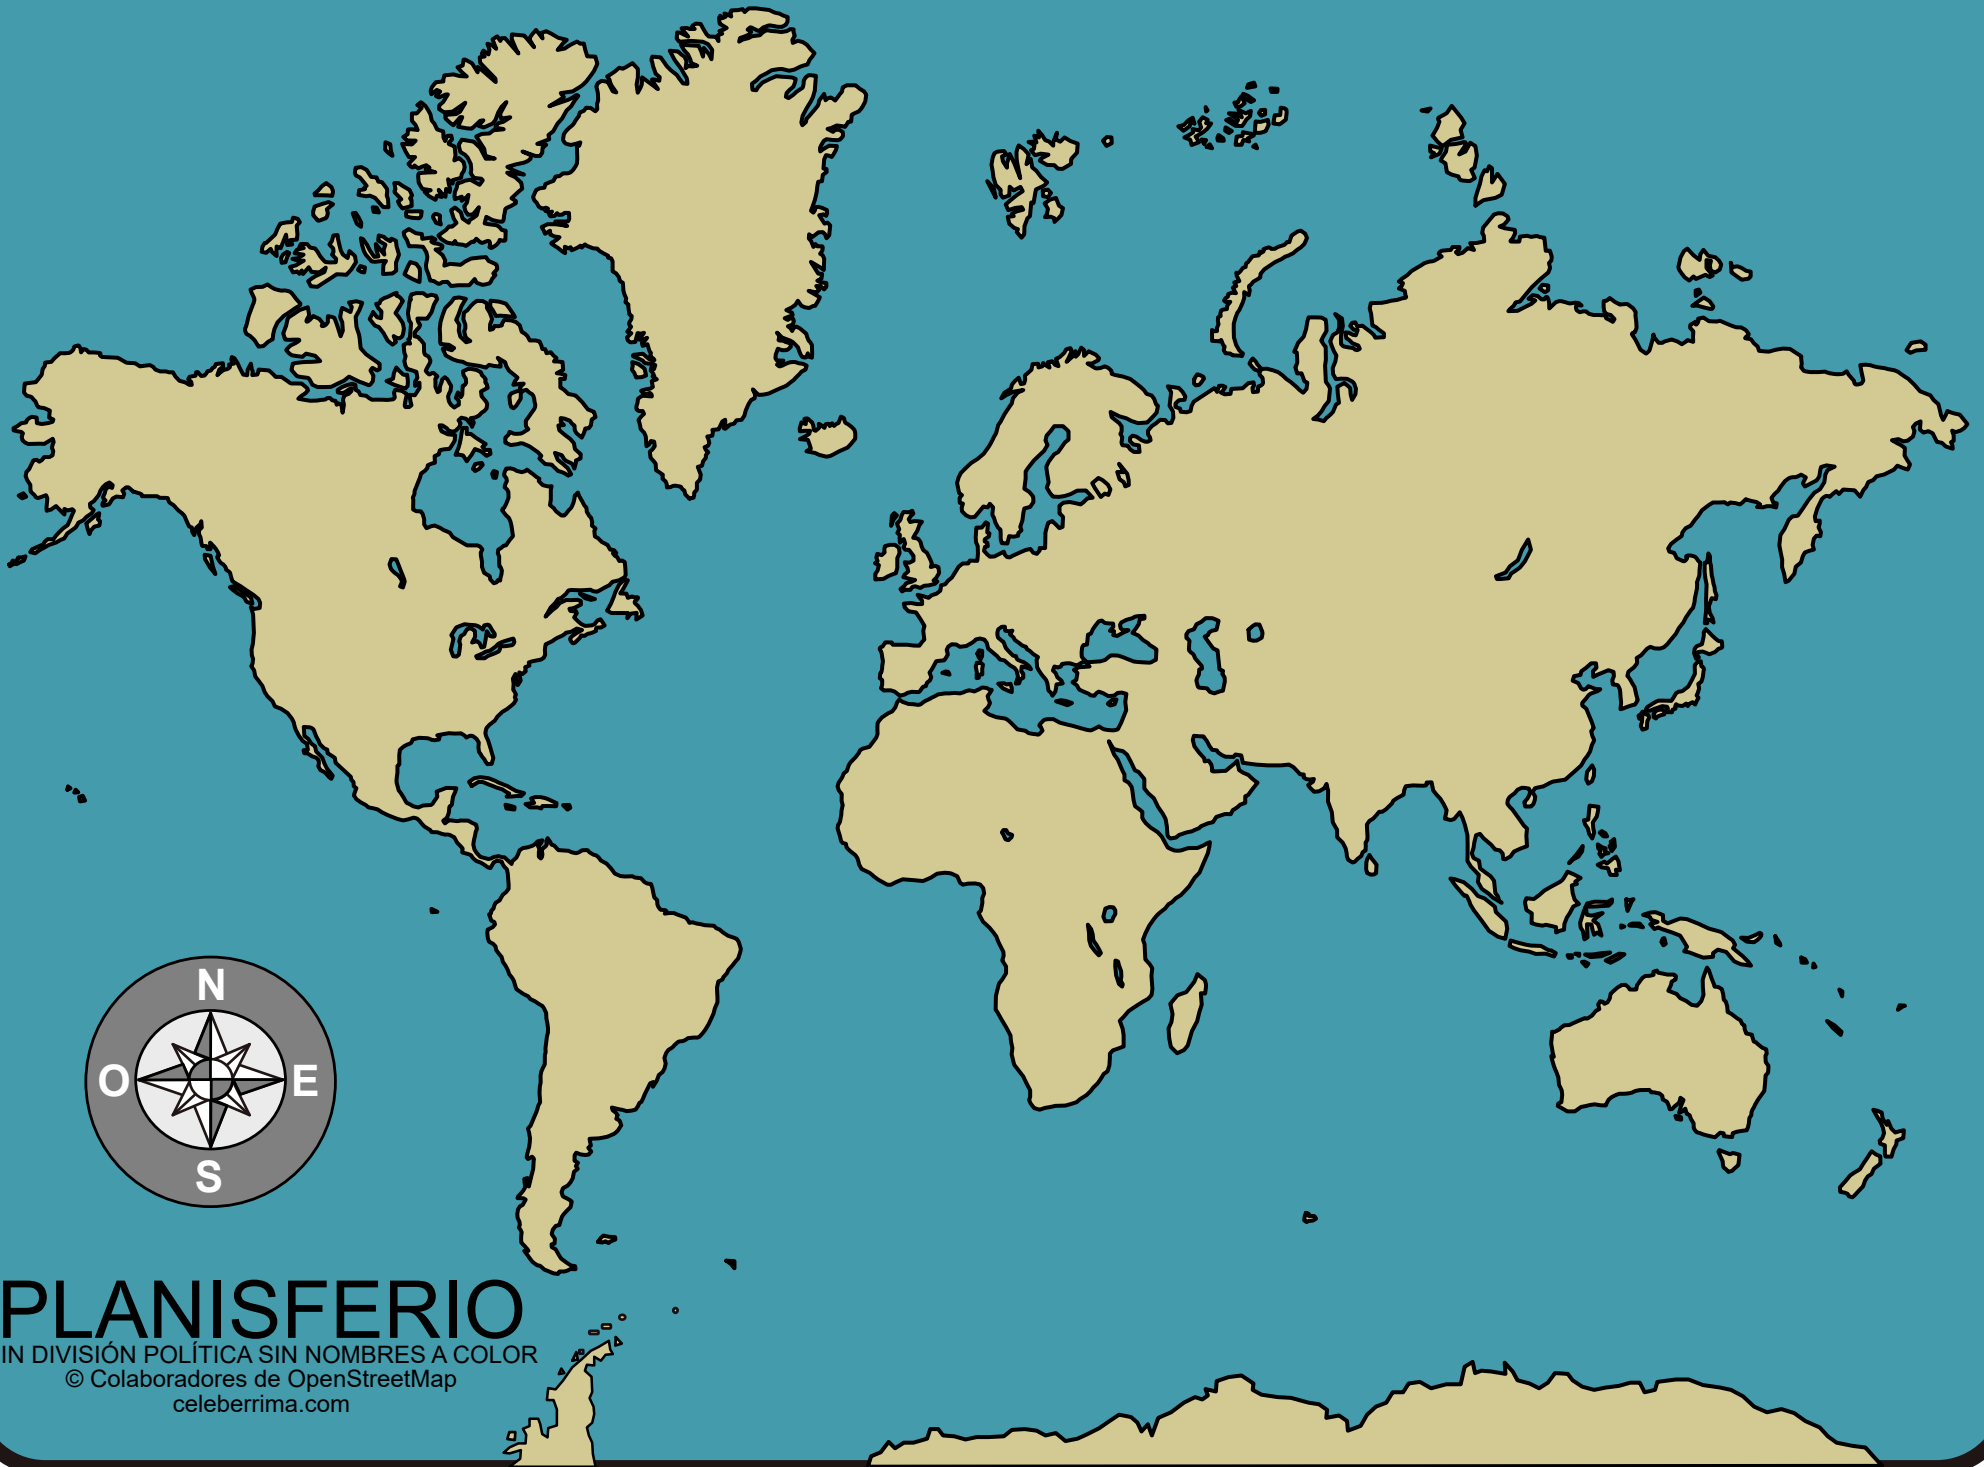 N
O
E
S
PLANISFERIO
IN DIVISIÓN POLÍTICA SIN NOMBRES A COLOR
© Colaboradores de OpenStreetMap
celeberrima.com